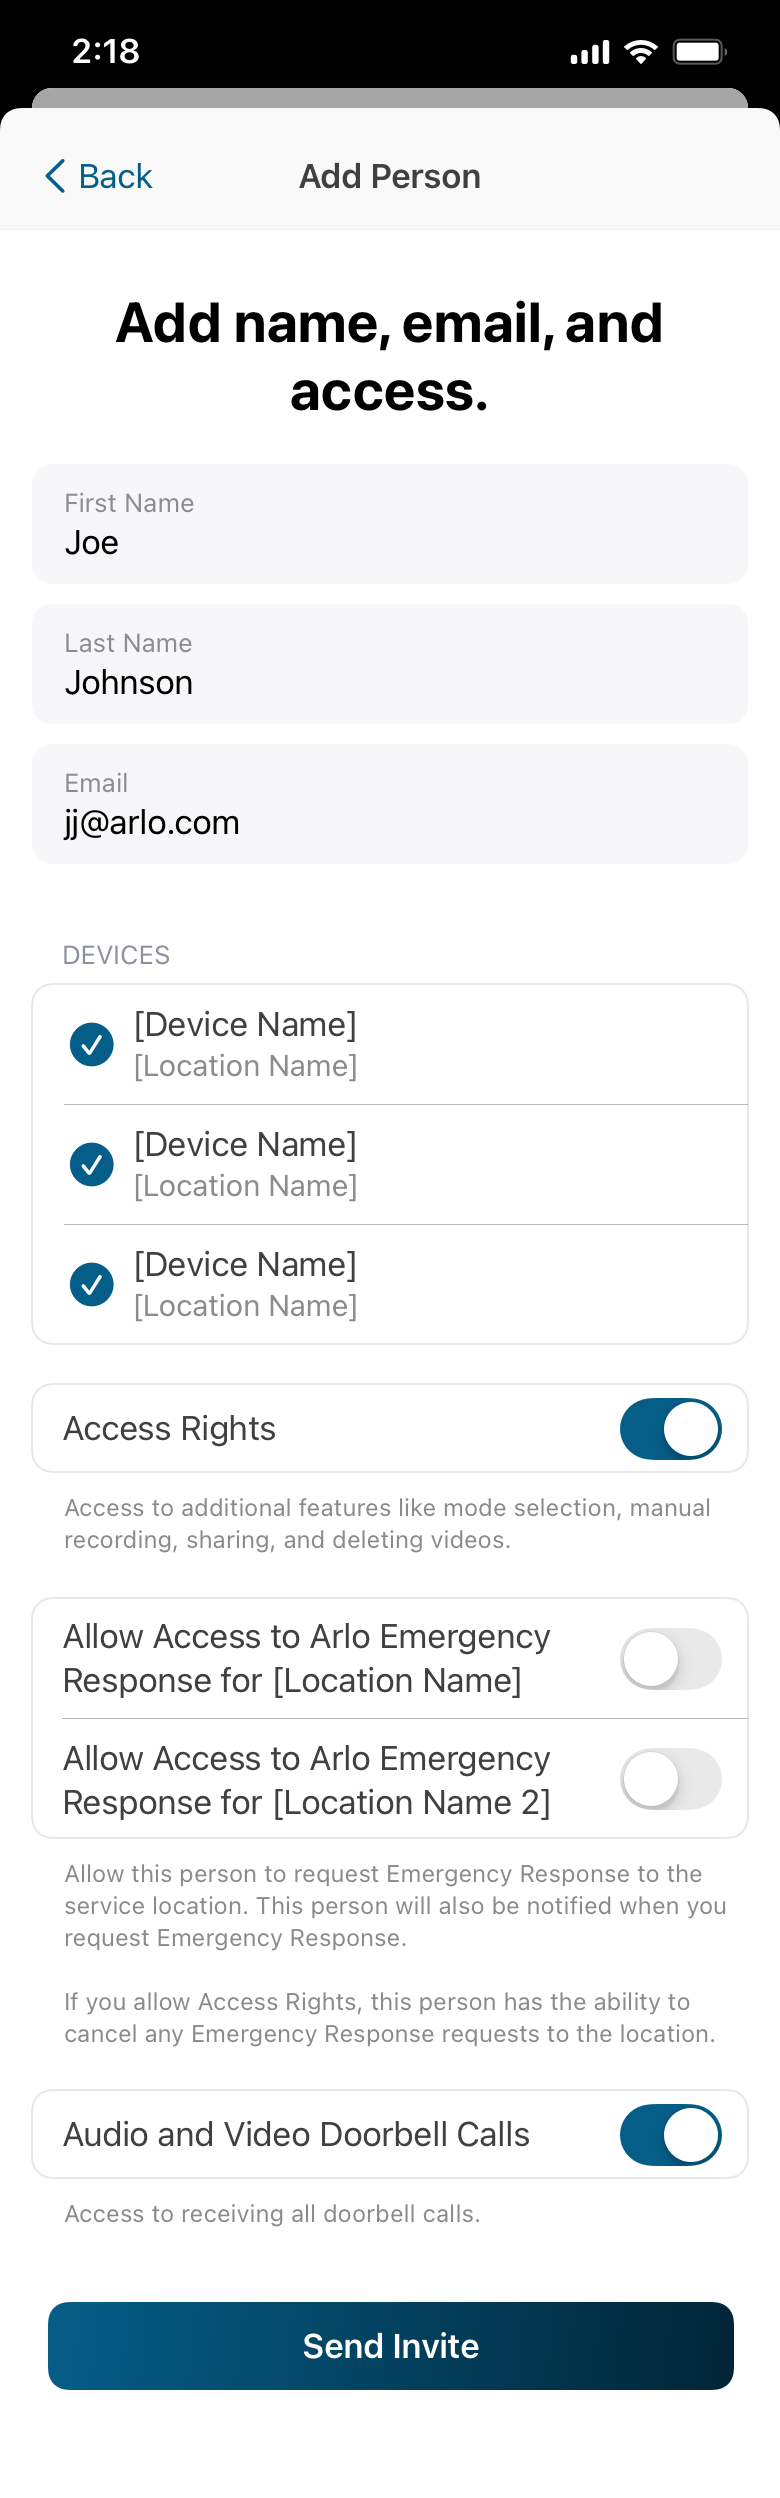 2:18
Back
Add Person
Add name, email, and
access.
First Name
Joe
Last Name
Johnson
Email
jj@arlo.com
DEVICES
[Device Name]
[Location Name]
[Device Name]
[Location Name]
[Device Name]
[Location Name]
Access Rights
Access to additional features like mode selection, manual
recording, sharing, and deleting videos.
Allow Access to Arlo Emergency
Response for [Location Name]
Allow Access to Arlo Emergency
Response for [Location Name 2]
Allow this person to request Emergency Response to the
service location. This person will also be notified when you
request Emergency Response.
If you allow Access Rights, this person has the ability to
cancel any Emergency Response requests to the location.
Audio and Video Doorbell Calls
Access to receiving all doorbell calls.
Send Invite